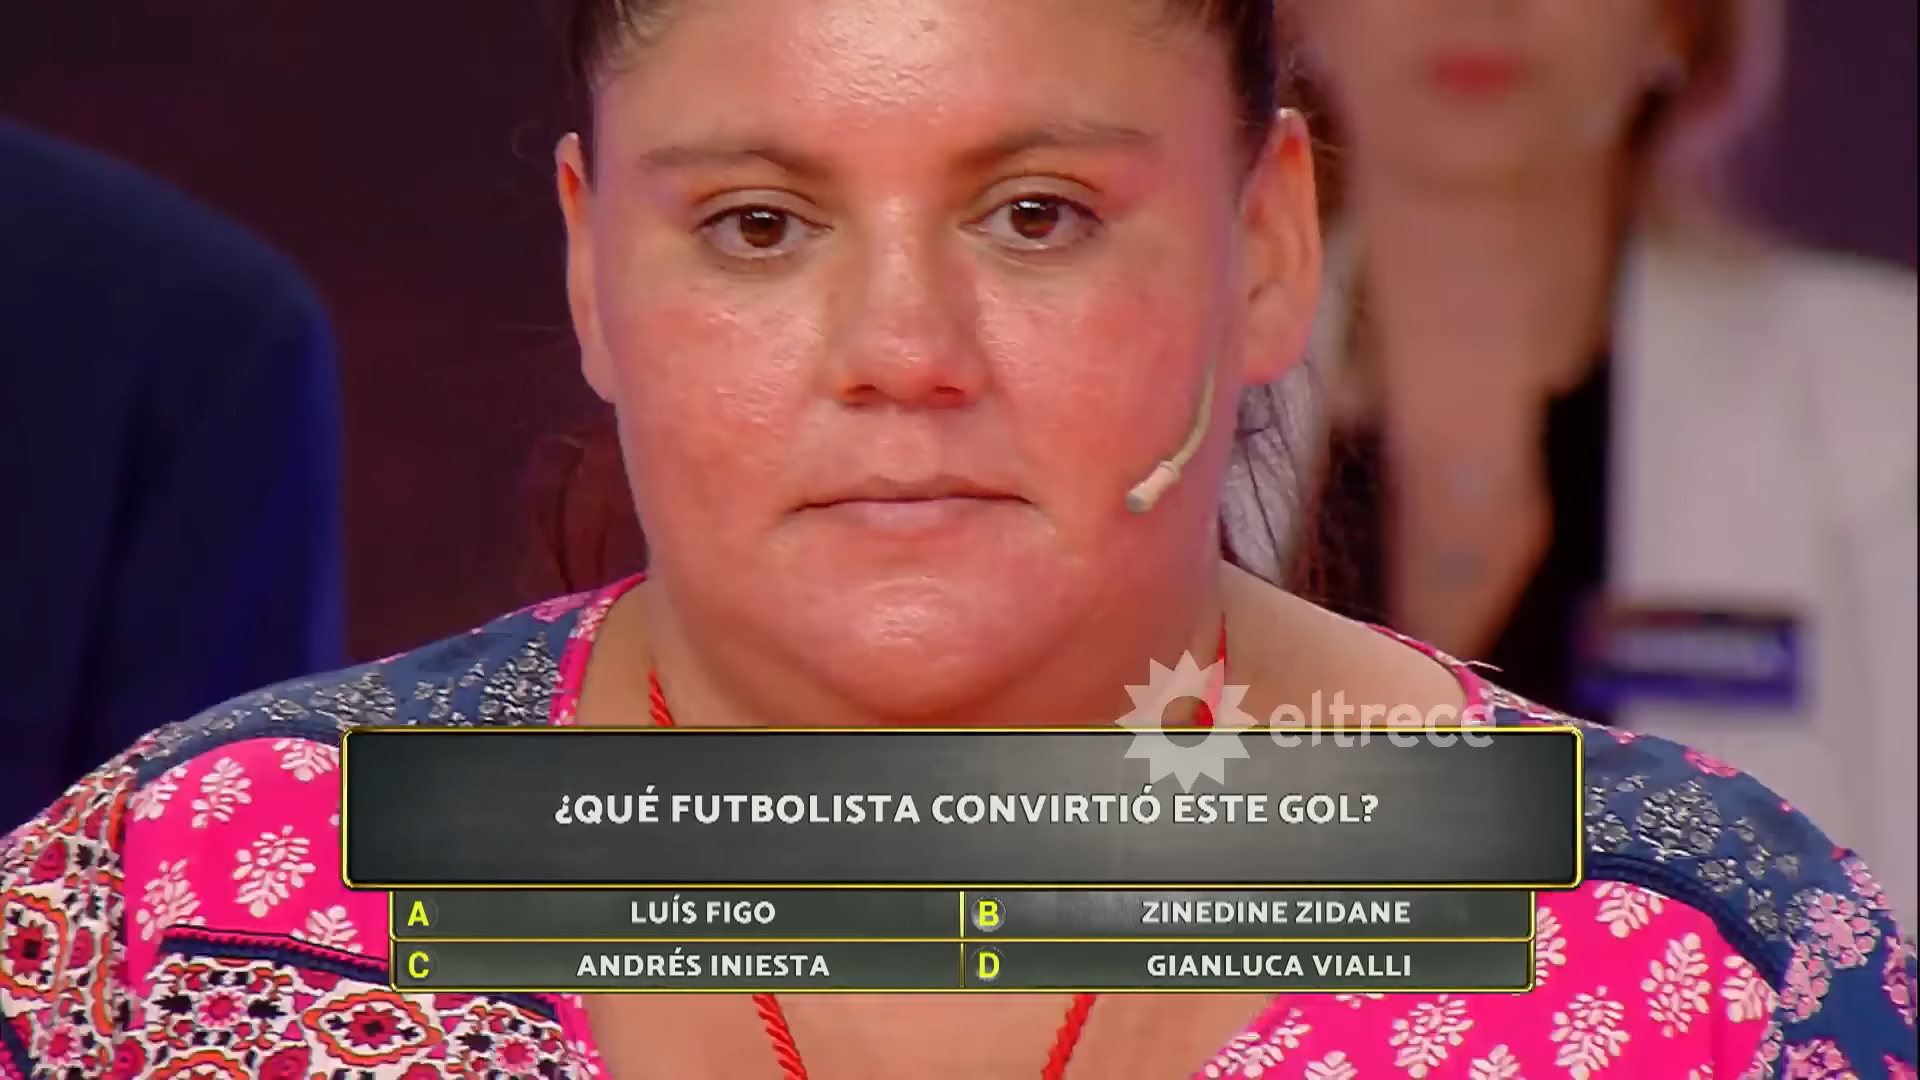 eltrece
¿QUÉ FUTBOLISTA CONVIRTIÓ ESTE GOL?
A LUÍS FIGO
B ZINEDINE ZIDANE
C ANDRÉS INIESTA
D GIANLUCA VIALLI